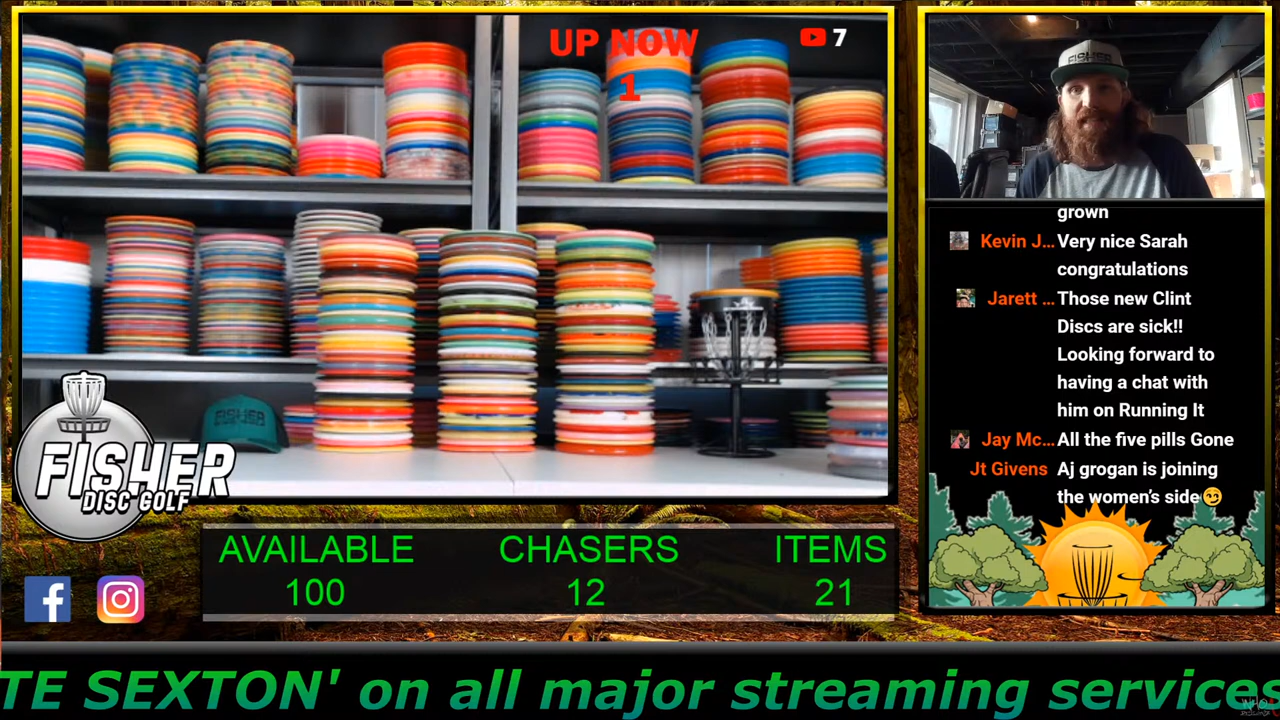 UP NOW
1
7
FISHER
grown
Kevin J... Very nice Sarah
congratulations
Jarett ... Those new Clint
Discs are sick!!
Looking forward to
having a chat with
him on Running It
Jay Mc... All the five pills Gone
Jt Givens Aj grogan is joining
the women's side😏
FISHER
FISHER
DISC GOLF
AVAILABLE CHASERS ITEMS
100 12 21
TE SEXTON' on all major streaming services